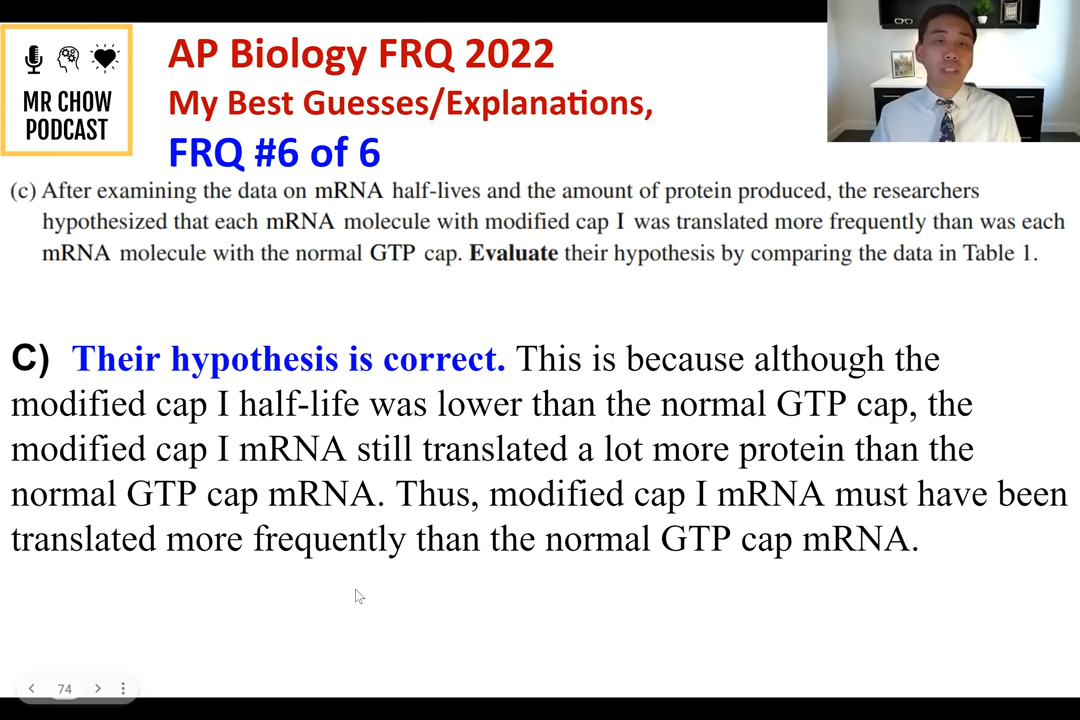 MR CHOW
PODCAST
AP Biology FRQ 2022
My Best Guesses/Explanations,
FRQ #6 of 6
(c) After examining the data on mRNA half-lives and the amount of protein produced, the researchers
hypothesized that each mRNA molecule with modified cap I was translated more frequently than was each
mRNA molecule with the normal GTP cap. Evaluate their hypothesis by comparing the data in Table 1.
C) Their hypothesis is correct. This is because although the
modified cap I half-life was lower than the normal GTP cap, the
modified cap I mRNA still translated a lot more protein than the
normal GTP cap mRNA. Thus, modified cap I mRNA must have been
translated more frequently than the normal GTP cap mRNA.
74